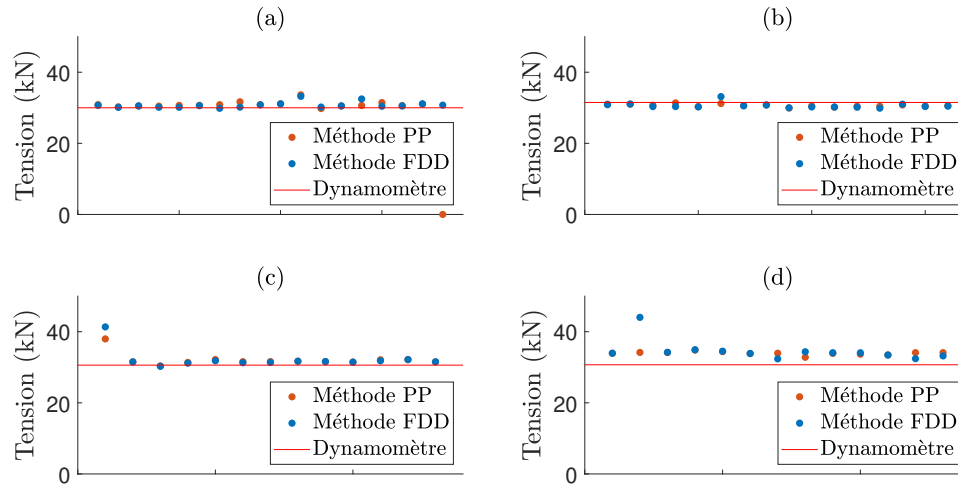 (a)
Tension (kN)
40
20
0
Méthode PP
Méthode FDD
Dynamomètre
(b)
Tension (kN)
40
20
0
Méthode PP
Méthode FDD
Dynamomètre
(c)
Tension (kN)
40
20
0
Méthode PP
Méthode FDD
Dynamomètre
(d)
Tension (kN)
40
20
0
Méthode PP
Méthode FDD
Dynamomètre